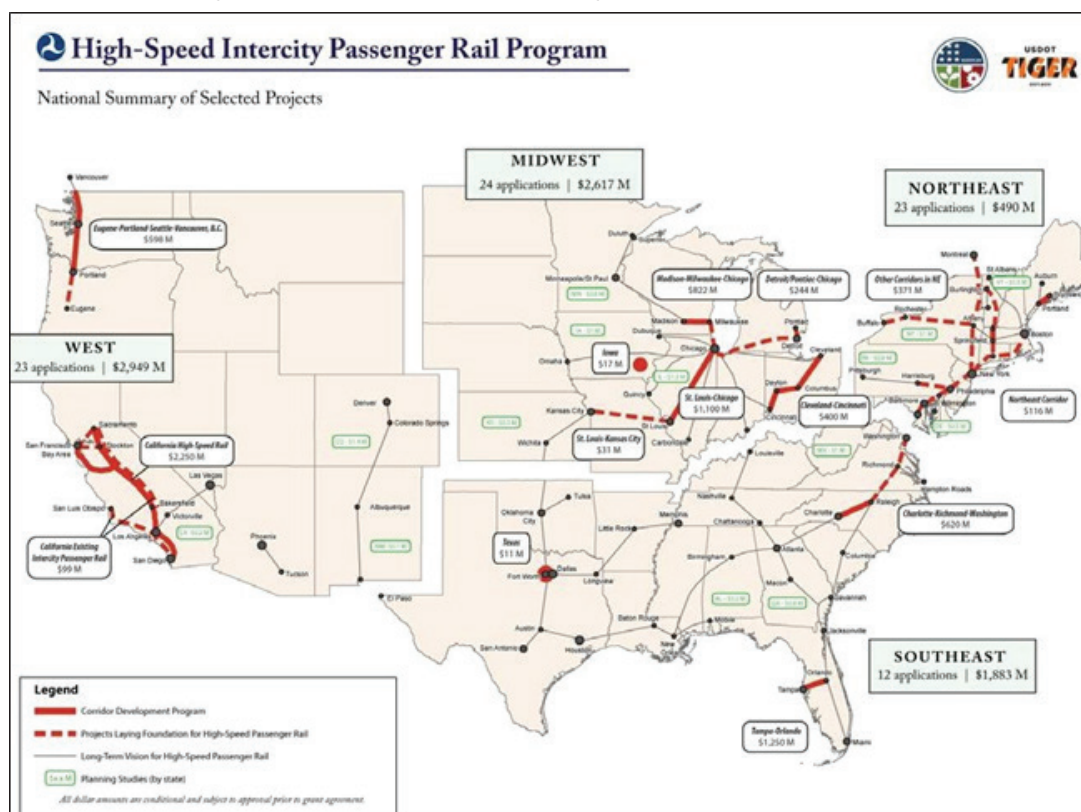 High-Speed Intercity Passenger Rail Program
USDOT
TIGER
National Summary of Selected Projects
MIDWEST
24 applications | $2,617 M
NORTHEAST
23 applications | $490 M
WEST
23 applications | $2,949 M
SOUTHEAST
12 applications | $1,883 M
Vancouver
Seattle
Eugene-Portland-Seattle-Vancouver, B.C.
$598 M
Portland
Eugene
Sacramento
San Francisco
Bay Area
Stockton
California High-Speed Rail
$2,250 M
Las Vegas
San Luis Obispo
Bakersfield
Victorville
Los Angeles
California Existing
Intercity Passenger Rail
$99 M
San Diego
Phoenix
Tucson
Denver
Colorado Springs
Albuquerque
El Paso
Duluth
Superior
Minneapolis/St Paul
Madison-Milwaukee-Chicago
$822 M
Detroit/Pontiac-Chicago
$244 M
Madison
Milwaukee
Pontiac
Detroit
Dubuque
Chicago
Cleveland
Omaha
Iowa
$17 M
Quincy
St. Louis-Chicago
$1,100 M
Dayton
Columbus
Cleveland-Cincinnati
$400 M
Cincinnati
Kansas City
St Louis
St. Louis-Kansas City
$31 M
Carbondale
Wichita
Louisville
Other Corridors in NE
$371 M
Montreal
St Albans
Burlington
Auburn
Brunswick
Portland
Buffalo
Rochester
Albany
Boston
Springfield
New York
Pittsburgh
Harrisburg
Philadelphia
Baltimore
Wilmington
Northeast Corridor
$116 M
Washington
Richmond
Hampton Roads
Raleigh
Charlotte
Charlotte-Richmond-Washington
$620 M
Nashville
Chattanooga
Memphis
Tulsa
Oklahoma
City
Little Rock
Texas
$11 M
Fort Worth
Dallas
Longview
Birmingham
Atlanta
Columbia
Macon
Savannah
Jacksonville
Austin
San Antonio
Houston
Baton Rouge
New
Mobile
Orlando
Tampa
Tampa-Orlando
$1,250 M
Miami
Legend
Corridor Development Program
Projects Laying Foundation for High-Speed Passenger Rail
Long-Term Vision for High-Speed Passenger Rail
Planning Studies (by state)
All dollar amounts are conditional and subject to approval prior to grant agreement.